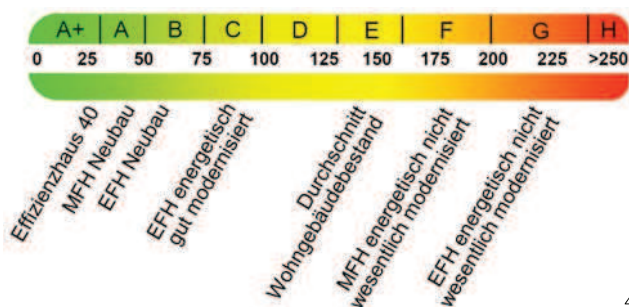 A+ A B C D E F G H
0 25 50 75 100 125 150 175 200 225 >250
Effizienzhaus 40
MFH Neubau
EFH Neubau
EFH energetisch
gut modernisiert
Durchschnitt
Wohngebäudebestand
MFH energetisch nicht
wesentlich modernisiert
EFH energetisch nicht
wesentlich modernisiert
4